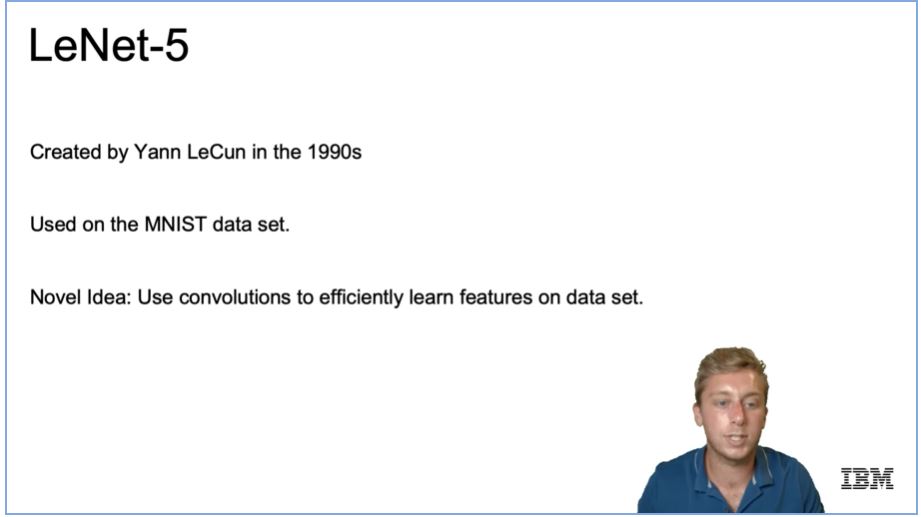 LeNet-5
Created by Yann LeCun in the 1990s
Used on the MNIST data set.
Novel Idea: Use convolutions to efficiently learn features on data set.
IBM